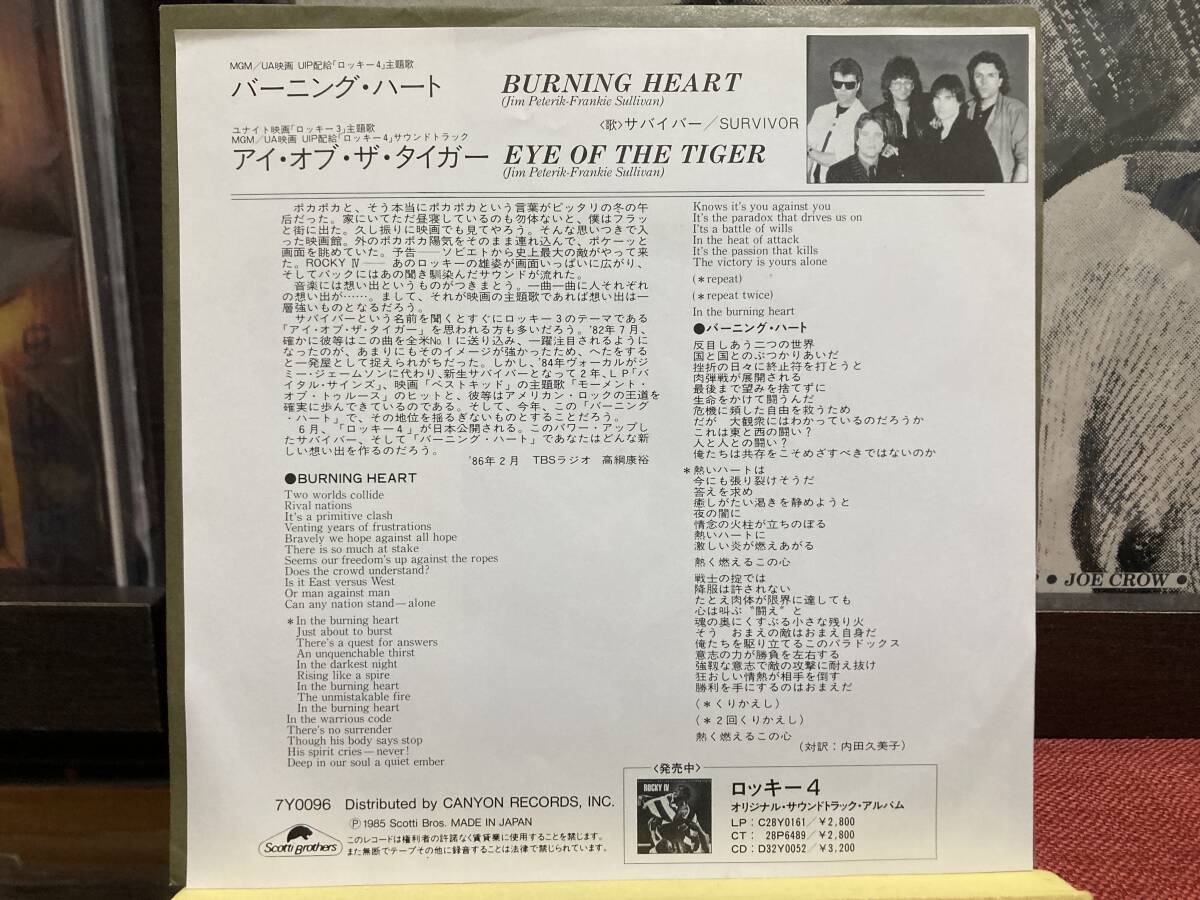 MGM/UA映画 UIP配給「ロッキー4」主題歌
バーニング・ハート
BURNING HEART
(Jim Peterik-Frankie Sullivan)
〈歌〉サバイバー/SURVIVOR
ユナイト映画「ロッキー3」主題歌
MGM/UA映画 UIP配給「ロッキー4」サウンドトラック
アイ・オブ・ザ・タイガー
EYE OF THE TIGER
(Jim Peterik-Frankie Sullivan)
ポカポカと、そう本当にポカポカという言葉がピッタリの冬の午
后だった。家にいてただ昼寝しているのも勿体ないと、僕はフラッ
と街に出た。久し振りに映画でも見てやろう。そんな思いつきで入
った映画館。外のポカポカ陽気をそのまま連れ込んで、ポケーッと
画面を眺めていた。予告——ソビエトから史上最大の敵がやって来
た。ROCKY Ⅳ——あのロッキーの雄姿が画面いっぱいに広がり、
そしてバックにはあの聞き馴染んだサウンドが流れた。
音楽には想い出というものがつきまとう。一曲一曲に人それぞれ
の想い出が……。まして、それが映画の主題歌であれば想い出は一
層強いものとなるだろう。
サバイバーという名前を聞くとすぐにロッキー3のテーマである
「アイ・オブ・ザ・タイガー」を思われる方も多いだろう。'82年7月、
確かに彼等はこの曲を全米No.1に送り込み、一躍注目されるように
なったのが、あまりにもそのイメージが強かったため、へたをする
と一発屋として捉えられがちだった。しかし、'84年ヴォーカルがジ
ミー・ジェームソンに代わり、新生サバイバーとなって2年、LP「バ
イタル・サインズ」、映画「ベストキッド」の主題歌「モーメント・
オブ・トゥルース」のヒットと、彼等はアメリカン・ロックの王道を
確実に歩んできているのである。そして、今年、この「バーニング
・ハート」で、その地位を揺るぎないものとすることだろう。
6月、「ロッキー4」が日本公開される。このパワー・アップし
たサバイバー、そして「バーニング・ハート」であなたはどんな新し
い想い出を作るのだろう。
'86年2月 TBSラジオ 高綱康裕
●BURNING HEART
Two worlds collide
Rival nations
It's a primitive clash
Venting years of frustrations
Bravely we hope against all hope
There is so much at stake
Seems our freedom's up against the ropes
Does the crowd understand?
Is it East versus West
Or man against man
Can any nation stand—alone
*In the burning heart
Just about to burst
There's a quest for answers
An unquenchable thirst
In the darkest night
Rising like a spire
In the burning heart
The unmistakable fire
In the burning heart
In the warrious code
There's no surrender
Though his body says stop
His spirit cries—never!
Deep in our soul a quiet ember
Knows it's you against you
It's the paradox that drives us on
I'ts a battle of wills
In the heat of attack
It's the passion that kills
The victory is yours alone
(*repeat)
(*repeat twice)
In the burning heart
●バーニング・ハート
反目しあう二つの世界
国と国とのぶつかりあいだ
挫折の日々に終止符を打とうと
肉弾戦が展開される
最後まで望みを捨てずに
生命をかけて闘うんだ
危機に頻した自由を救うため
だが 大観衆にはわかっているのだろうか
これは東と西の闘い?
人と人との闘い?
俺たちは共存をこそめざすべきではないのか
*熱いハートは
今にも張り裂けそうだ
答えを求め
癒しがたい渇きを静めようと
夜の闇に
情念の火柱が立ちのぼる
熱いハートに
激しい炎が燃えあがる
熱く燃えるこの心
戦士の掟では
降服は許されない
たとえ肉体が限界に達しても
心は叫ぶ“闘え”と
魂の奥にくすぶる小さな残り火
そう おまえの敵はおまえ自身だ
俺たちを駆り立てるこのパラドックス
意志の力が勝負を左右する
強靱な意志で敵の攻撃に耐え抜け
狂おしい情熱が相手を倒す
勝利を手にするのはおまえだ
(*くりかえし)
(*2回くりかえし)
熱く燃えるこの心
(対訳:内田久美子)
7Y0096 Distributed by CANYON RECORDS, INC.
Ⓟ1985 Scotti Bros. MADE IN JAPAN
このレコードは権利者の許諾なく賃貸業に使用することを禁じます。
また無断でテープその他に録音することは法律で禁じられています。
Scotti Brothers
〈発売中〉
ROCKY IV
ロッキー4
オリジナル・サウンドトラック・アルバム
LP:C28Y0161/¥2,800
CT: 28P6489/¥2,800
CD:D32Y0052/¥3,200
• JOE CROW •